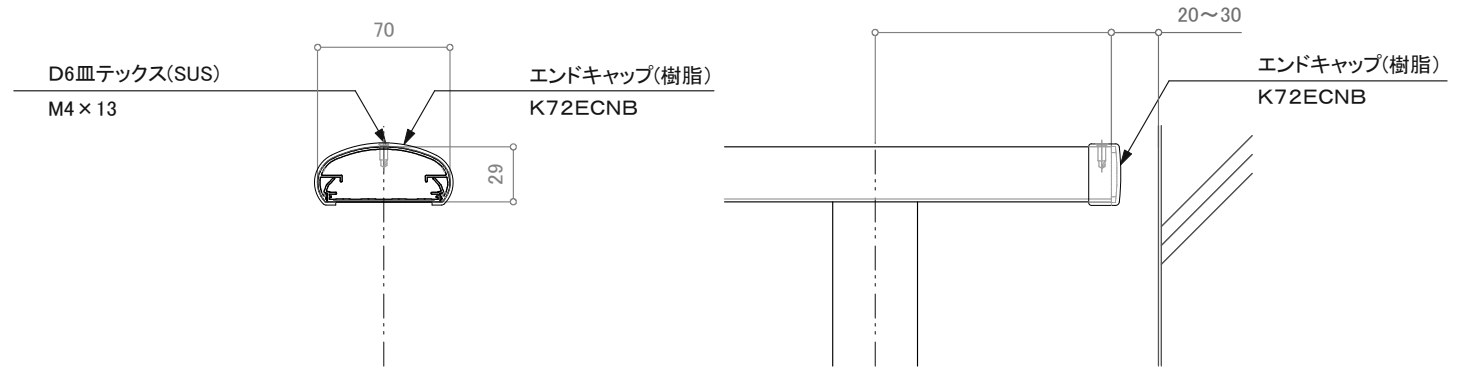 70
D6皿テックス(SUS)
M4×13
エンドキャップ(樹脂)
K72ECNB
29
20～30
エンドキャップ(樹脂)
K72ECNB